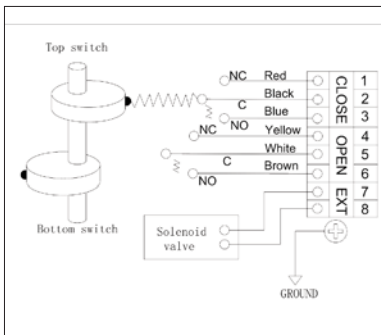 Top switch
NC Red 1
Black 2
C
Blue 3
NO
CLOSE
NC Yellow 4
White 5
C
Brown 6
NO
OPEN
7
EXT
8
Solenoid
valve
Bottom switch
GROUND